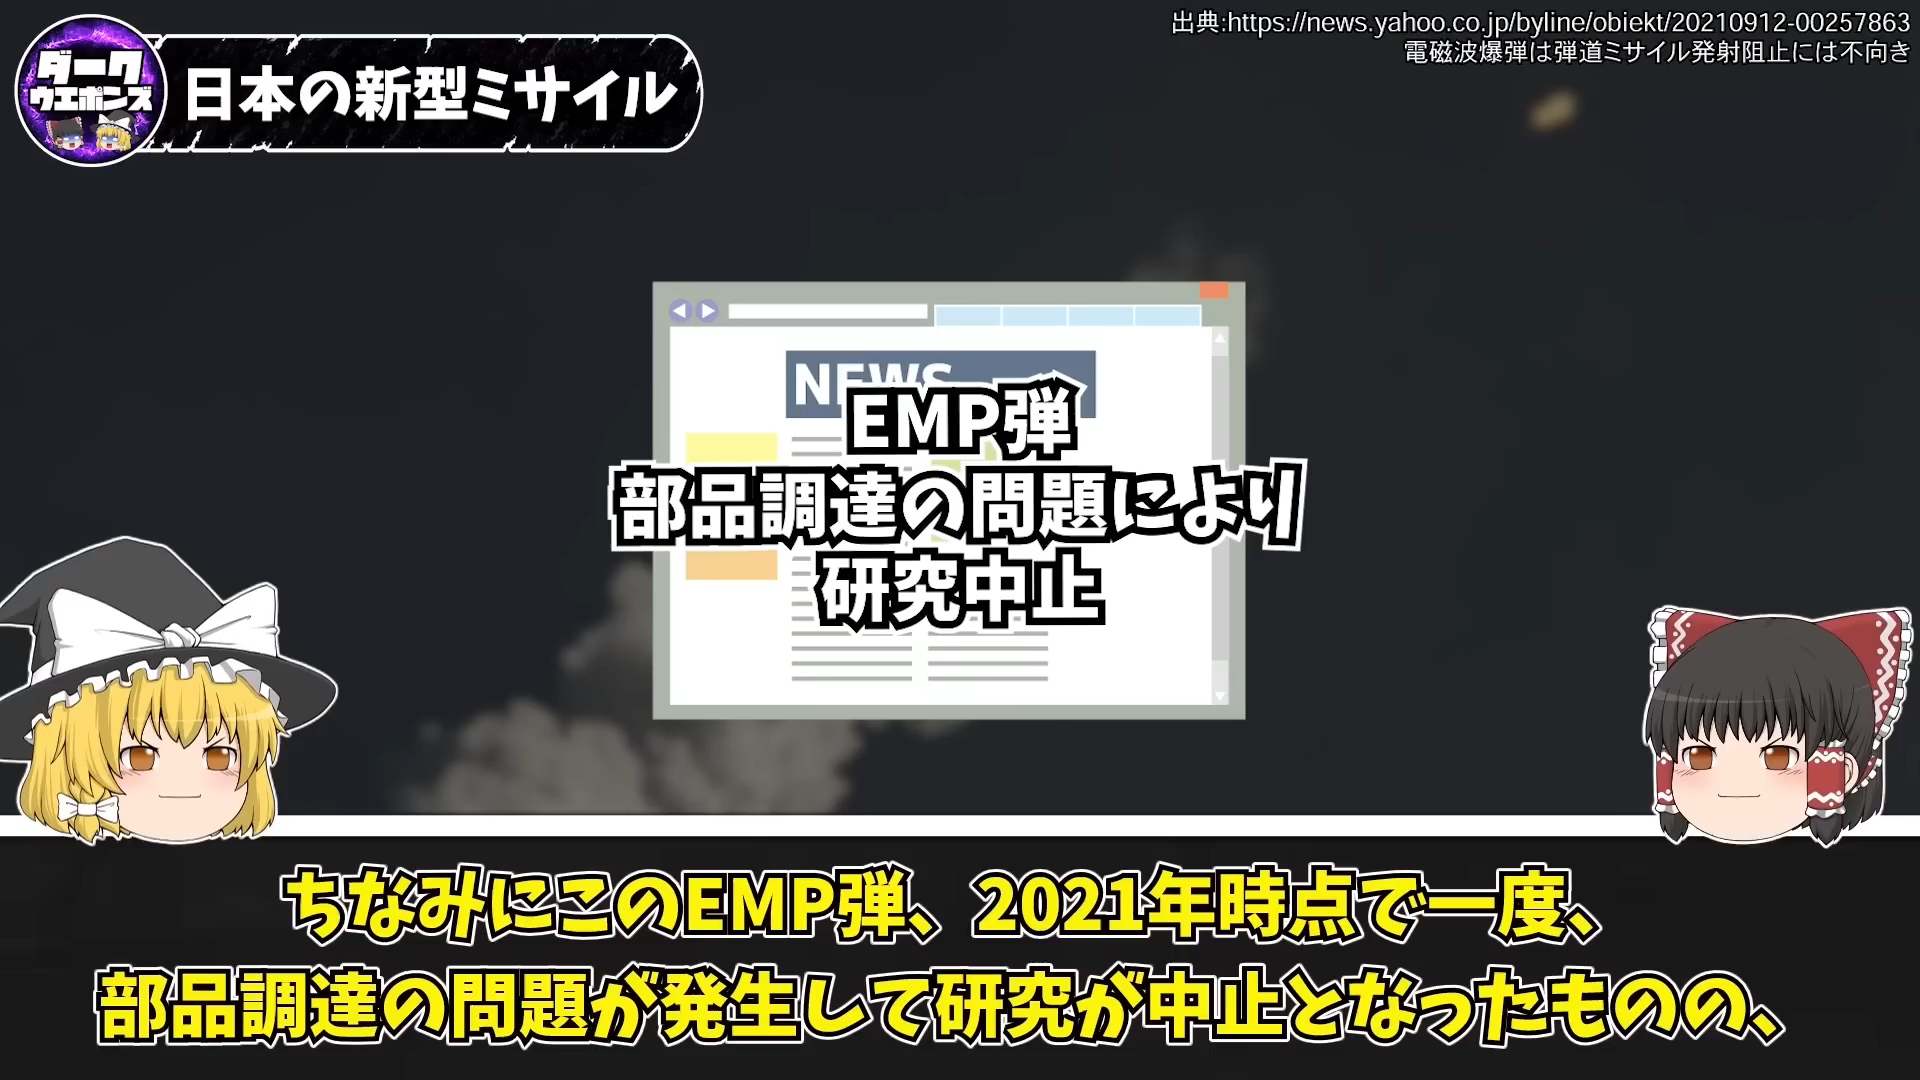 出典:https://news.yahoo.co.jp/byline/obiekt/20210912-00257863
電磁波爆弾は弾道ミサイル発射阻止には不向き
ダーク
ウエポンズ
日本の新型ミサイル
NEWS
EMP弾
部品調達の問題により
研究中止
ちなみにこのEMP弾、2021年時点で一度、
部品調達の問題が発生して研究が中止となったものの、